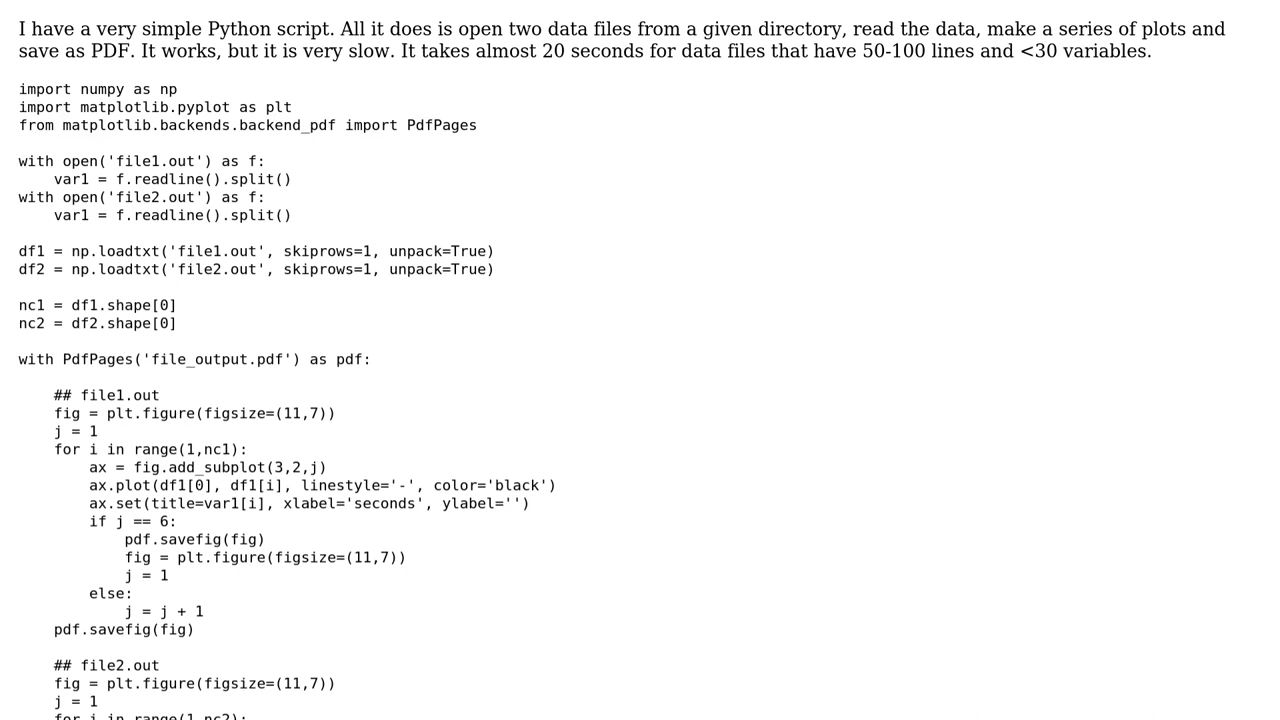 I have a very simple Python script. All it does is open two data files from a given directory, read the data, make a series of plots and
save as PDF. It works, but it is very slow. It takes almost 20 seconds for data files that have 50-100 lines and <30 variables.
import numpy as np
import matplotlib.pyplot as plt
from matplotlib.backends.backend_pdf import PdfPages
with open('file1.out') as f:
    var1 = f.readline().split()
with open('file2.out') as f:
    var1 = f.readline().split()
df1 = np.loadtxt('file1.out', skiprows=1, unpack=True)
df2 = np.loadtxt('file2.out', skiprows=1, unpack=True)
nc1 = df1.shape[0]
nc2 = df2.shape[0]
with PdfPages('file_output.pdf') as pdf:
    ## file1.out
    fig = plt.figure(figsize=(11,7))
    j = 1
    for i in range(1,nc1):
        ax = fig.add_subplot(3,2,j)
        ax.plot(df1[0], df1[i], linestyle='-', color='black')
        ax.set(title=var1[i], xlabel='seconds', ylabel='')
        if j == 6:
            pdf.savefig(fig)
            fig = plt.figure(figsize=(11,7))
            j = 1
        else:
            j = j + 1
    pdf.savefig(fig)
    ## file2.out
    fig = plt.figure(figsize=(11,7))
    j = 1
    for i in range(1,nc2):